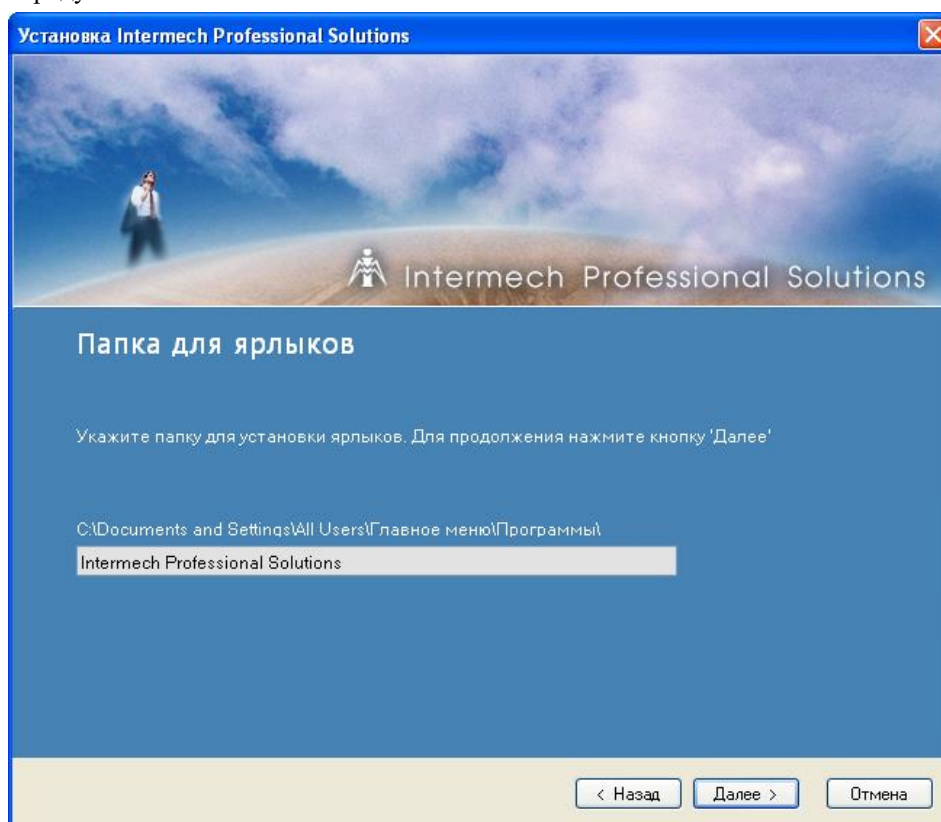 Установка Intermech Professional Solutions
Intermech Professional Solutions
Папка для ярлыков
Укажите папку для установки ярлыков. Для продолжения нажмите кнопку 'Далее'
C:\Documents and Settings\All Users\Главное меню\Программы\
Intermech Professional Solutions
< Назад Далее > Отмена